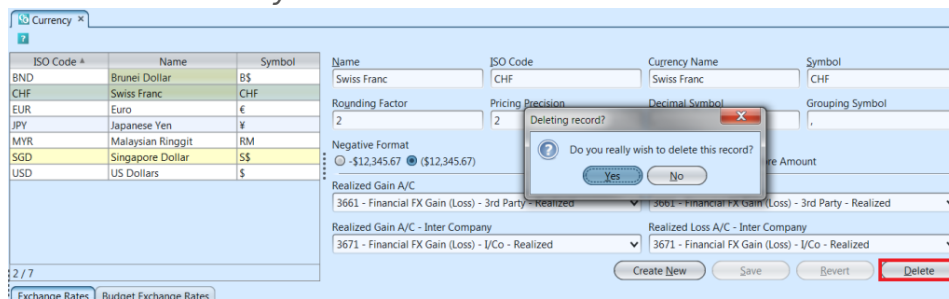 Currency ×
?
ISO Code Name Symbol
BND Brunei Dollar B$
CHF Swiss Franc CHF
EUR Euro €
JPY Japanese Yen ¥
MYR Malaysian Ringgit RM
SGD Singapore Dollar S$
USD US Dollars $
2 / 7
Name ISO Code Currency Name Symbol
Swiss Franc CHF Swiss Franc CHF
Rounding Factor Pricing Precision Decimal Symbol Grouping Symbol
2 2 ,
Negative Format
-$12,345.67 ($12,345.67) Amount
Deleting record?
Do you really wish to delete this record?
Yes No
Realized Gain A/C
3661 - Financial FX Gain (Loss) - 3rd Party - Realized 3661 - Financial FX Gain (Loss) - 3rd Party - Realized
Realized Gain A/C - Inter Company Realized Loss A/C - Inter Company
3671 - Financial FX Gain (Loss) - I/Co - Realized 3671 - Financial FX Gain (Loss) - I/Co - Realized
Create New Save Revert Delete
Exchange Rates Budget Exchange Rates